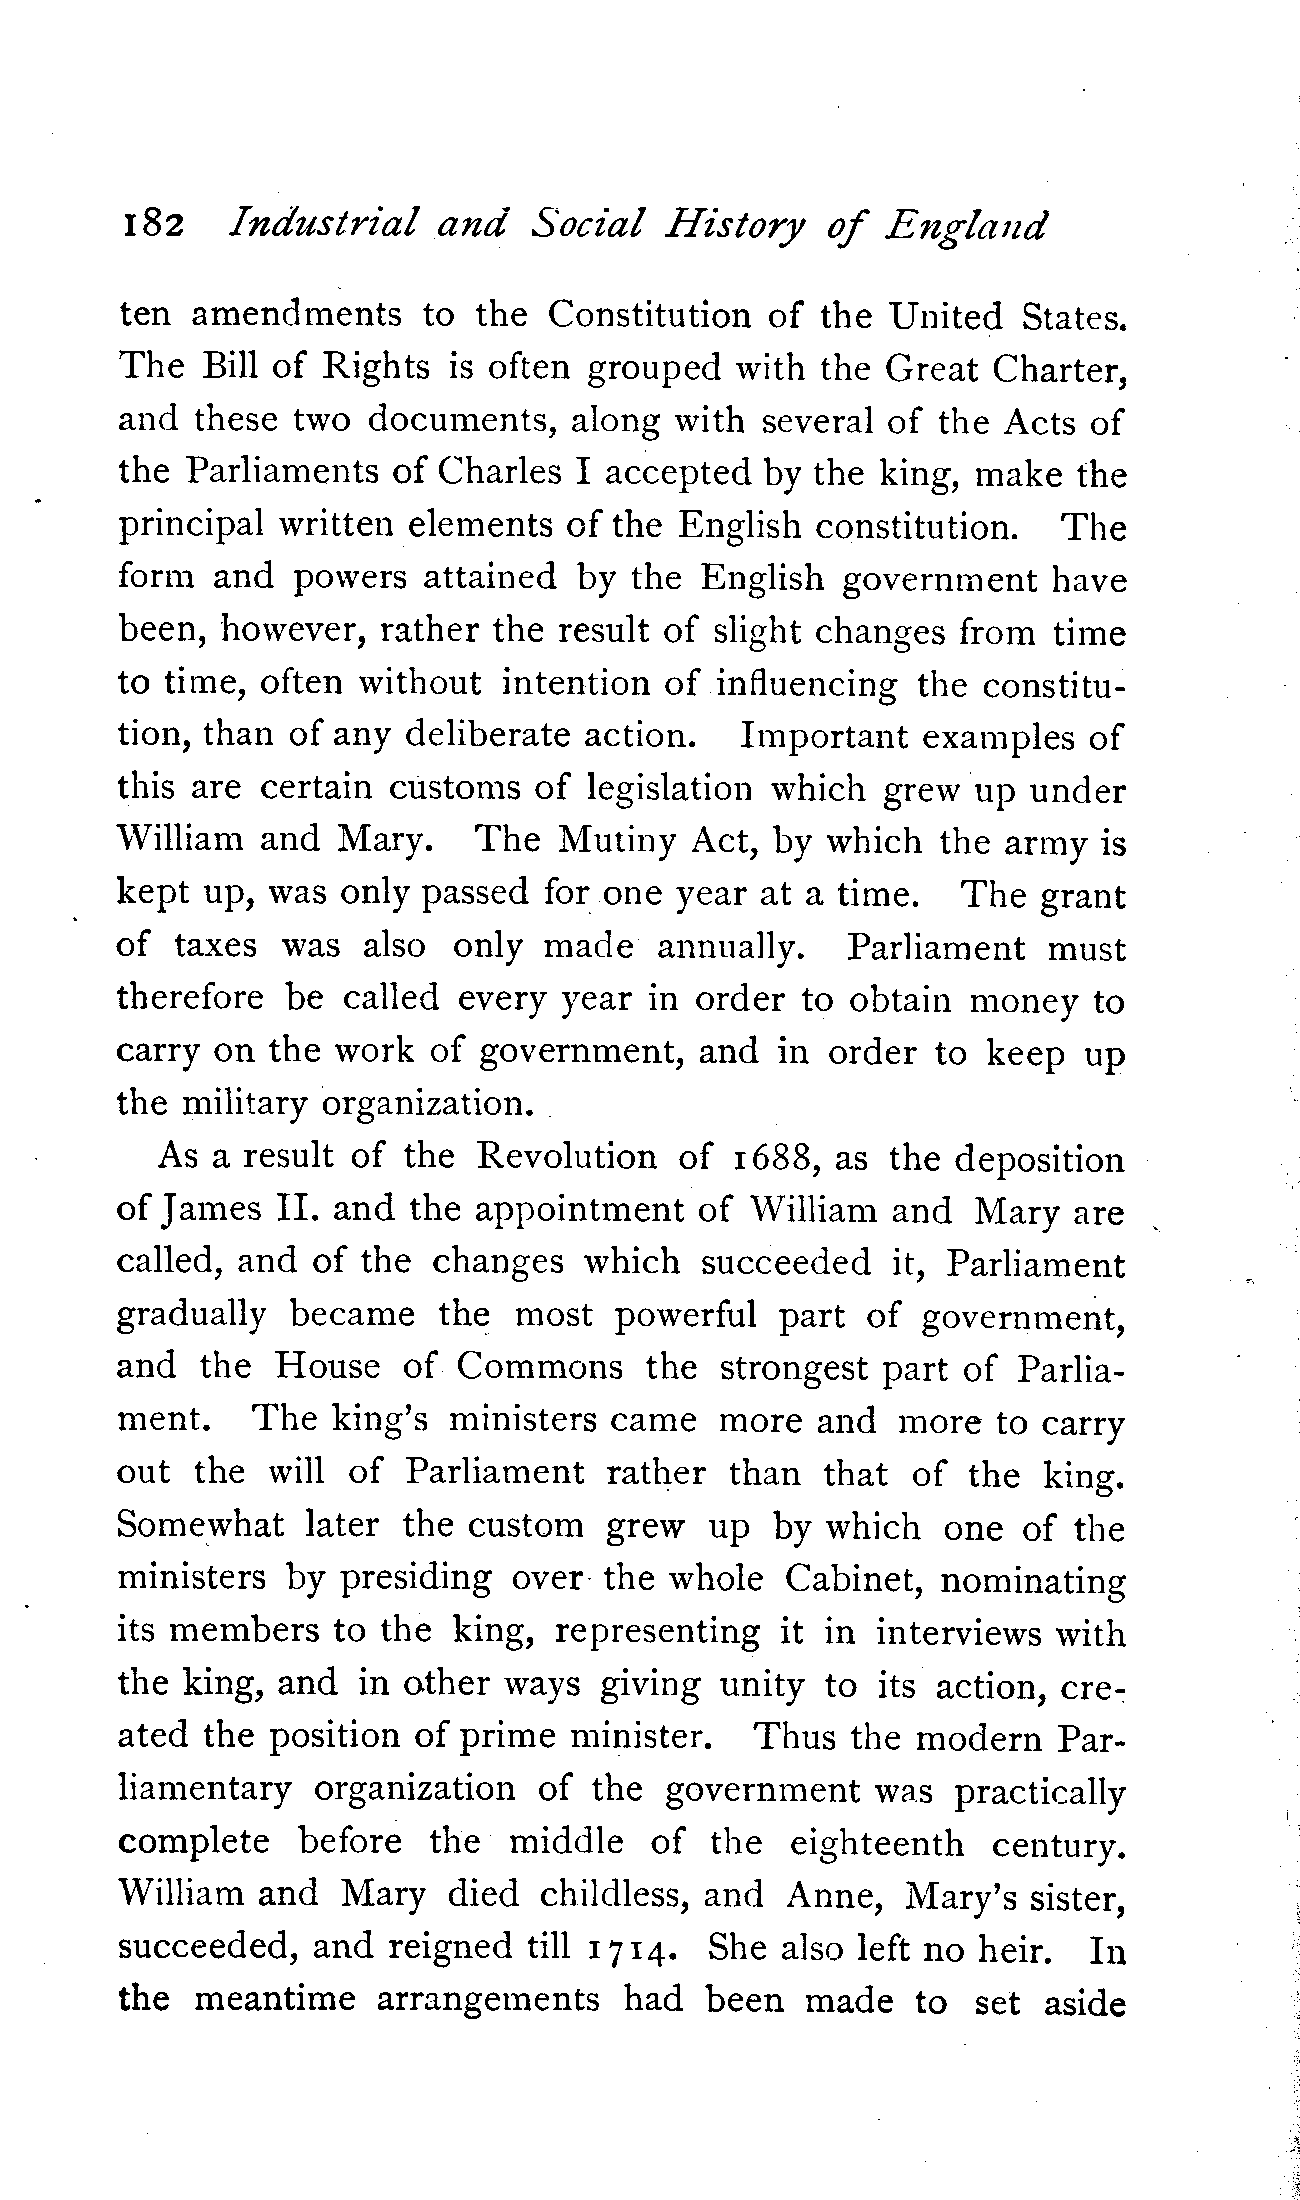 182 Industrial and Social History of England
ten amendments to the Constitution of the United States.
The Bill of Rights is often grouped with the Great Charter,
and these two documents, along with several of the Acts of
the Parliaments of Charles I accepted by the king, make the
principal written elements of the English constitution. The
form and powers attained by the English government have
been, however, rather the result of slight changes from time
to time, often without intention of influencing the constitu-
tion, than of any deliberate action. Important examples of
this are certain customs of legislation which grew up under
William and Mary. The Mutiny Act, by which the army is
kept up, was only passed for one year at a time. The grant
of taxes was also only made annually. Parliament must
therefore be called every year in order to obtain money to
carry on the work of government, and in order to keep up
the military organization.
As a result of the Revolution of 1688, as the deposition
of James II. and the appointment of William and Mary are
called, and of the changes which succeeded it, Parliament
gradually became the most powerful part of government,
and the House of Commons the strongest part of Parlia-
ment. The king's ministers came more and more to carry
out the will of Parliament rather than that of the king.
Somewhat later the custom grew up by which one of the
ministers by presiding over the whole Cabinet, nominating
its members to the king, representing it in interviews with
the king, and in other ways giving unity to its action, cre-
ated the position of prime minister. Thus the modern Par-
liamentary organization of the government was practically
complete before the middle of the eighteenth century.
William and Mary died childless, and Anne, Mary's sister,
succeeded, and reigned till 1714. She also left no heir. In
the meantime arrangements had been made to set aside